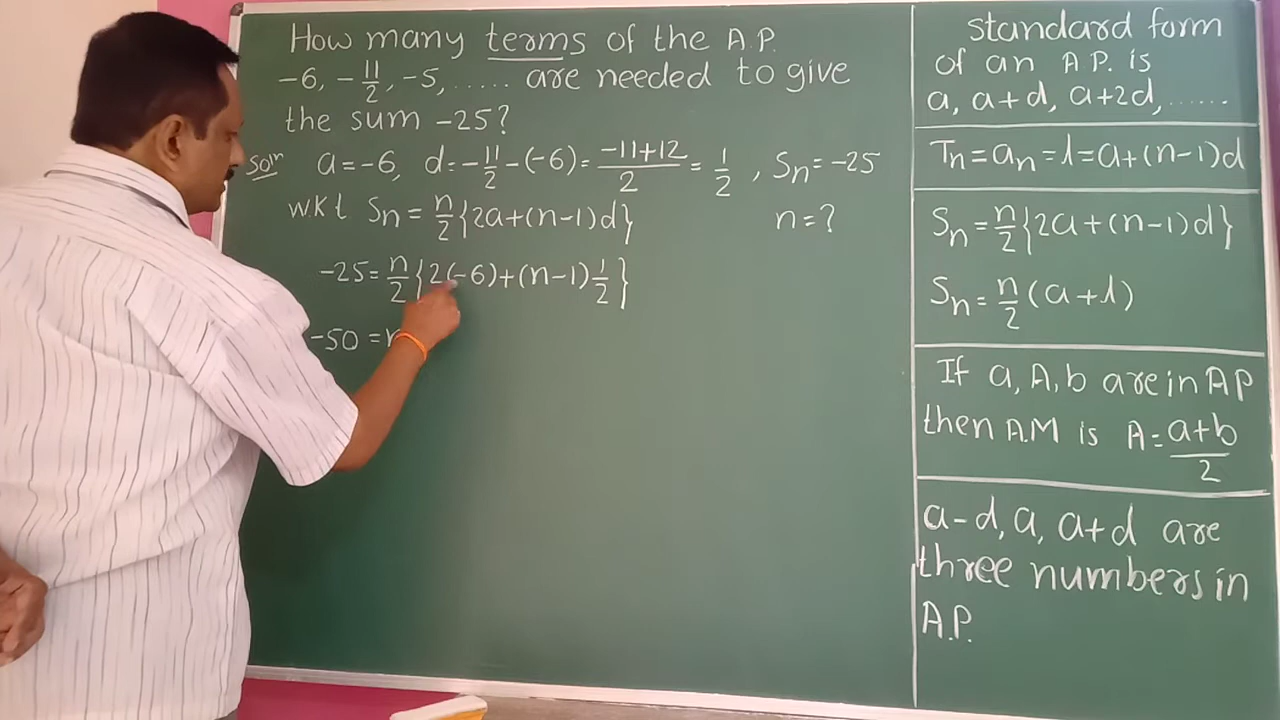 How many terms of the A.P.
-6, -11/2, -5, ..... are needed to give
the sum -25?
Soln a=-6, d=-11/2-(-6)=(-11+12)/2=1/2, Sn=-25
w.k.t Sn=n/2{2a+(n-1)d} n=?
-25=n/2{2(-6)+(n-1)1/2}
-50=n
standard form
of an A.P. is
a, a+d, a+2d, ......
Tn=an=l=a+(n-1)d
Sn=n/2{2a+(n-1)d}
Sn=n/2(a+l)
If a, A, b are in AP
then A.M is A=(a+b)/2
a-d, a, a+d are
three numbers in
A.P.